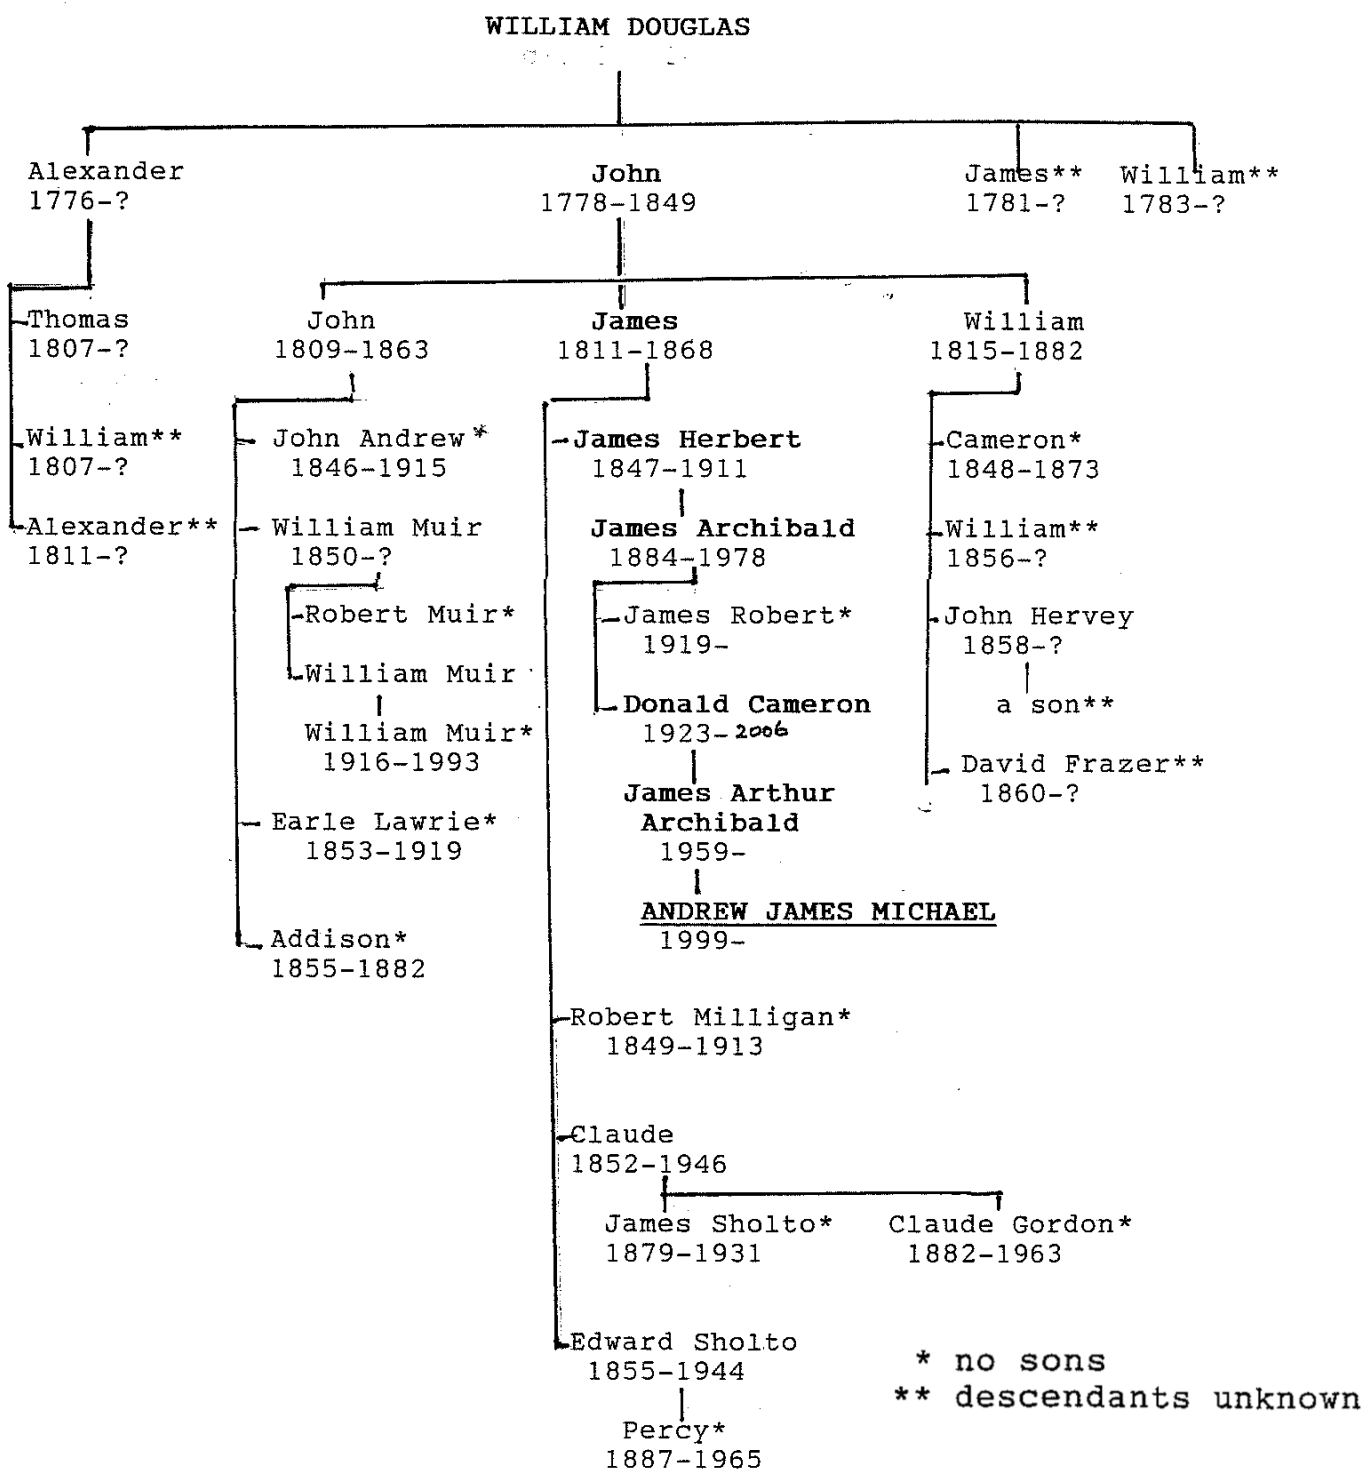 WILLIAM DOUGLAS
Alexander
1776-?
John
1778-1849
James**
1781-?
William**
1783-?
Thomas
1807-?
William**
1807-?
Alexander**
1811-?
John
1809-1863
John Andrew*
1846-1915
William Muir
1850-?
Robert Muir*
William Muir
William Muir*
1916-1993
Earle Lawrie*
1853-1919
Addison*
1855-1882
James
1811-1868
James Herbert
1847-1911
James Archibald
1884-1978
James Robert*
1919-
Donald Cameron
1923-2006
James Arthur
Archibald
1959-
ANDREW JAMES MICHAEL
1999-
Robert Milligan*
1849-1913
Claude
1852-1946
James Sholto*
1879-1931
Claude Gordon*
1882-1963
Edward Sholto
1855-1944
Percy*
1887-1965
William
1815-1882
Cameron*
1848-1873
William**
1856-?
John Hervey
1858-?
a son**
David Frazer**
1860-?
* no sons
** descendants unknown